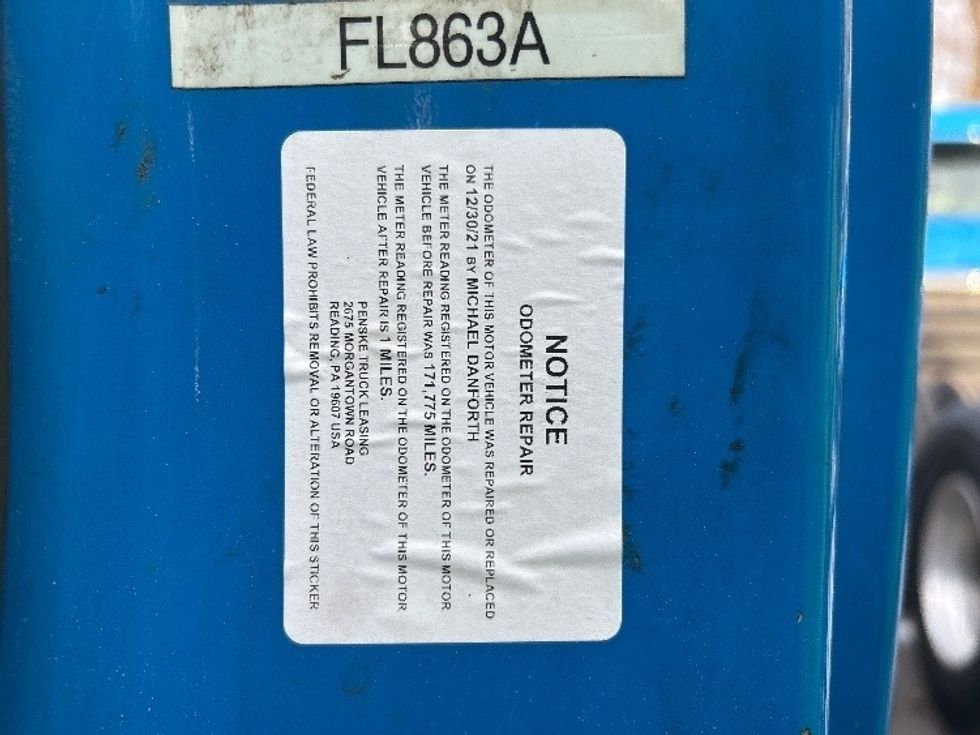 FL863A
NOTICE
ODOMETER REPAIR
THE ODOMETER OF THIS MOTOR VEHICLE WAS REPAIRED OR REPLACED
ON 12/30/21 BY MICHAEL DANFORTH
THE METER READING REGISTERED ON THE ODOMETER OF THIS MOTOR
VEHICLE BEFORE REPAIR WAS 171,775 MILES.
THE METER READING REGISTERED ON THE ODOMETER OF THIS MOTOR
VEHICLE AFTER REPAIR IS 1 MILES.
PENSKE TRUCK LEASING
2675 MORGANTOWN ROAD
READING, PA 19607 USA
FEDERAL LAW PROHIBITS REMOVAL OR ALTERATION OF THIS STICKER